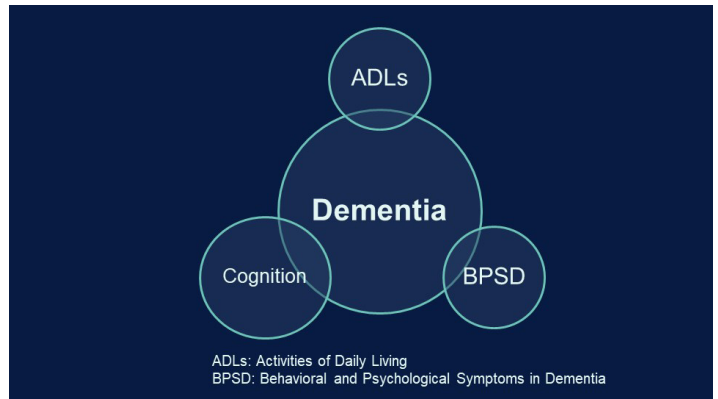 ADLs
Dementia
Cognition
BPSD
ADLs: Activities of Daily Living
BPSD: Behavioral and Psychological Symptoms in Dementia